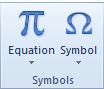 π Ω
Equation Symbol
Symbols